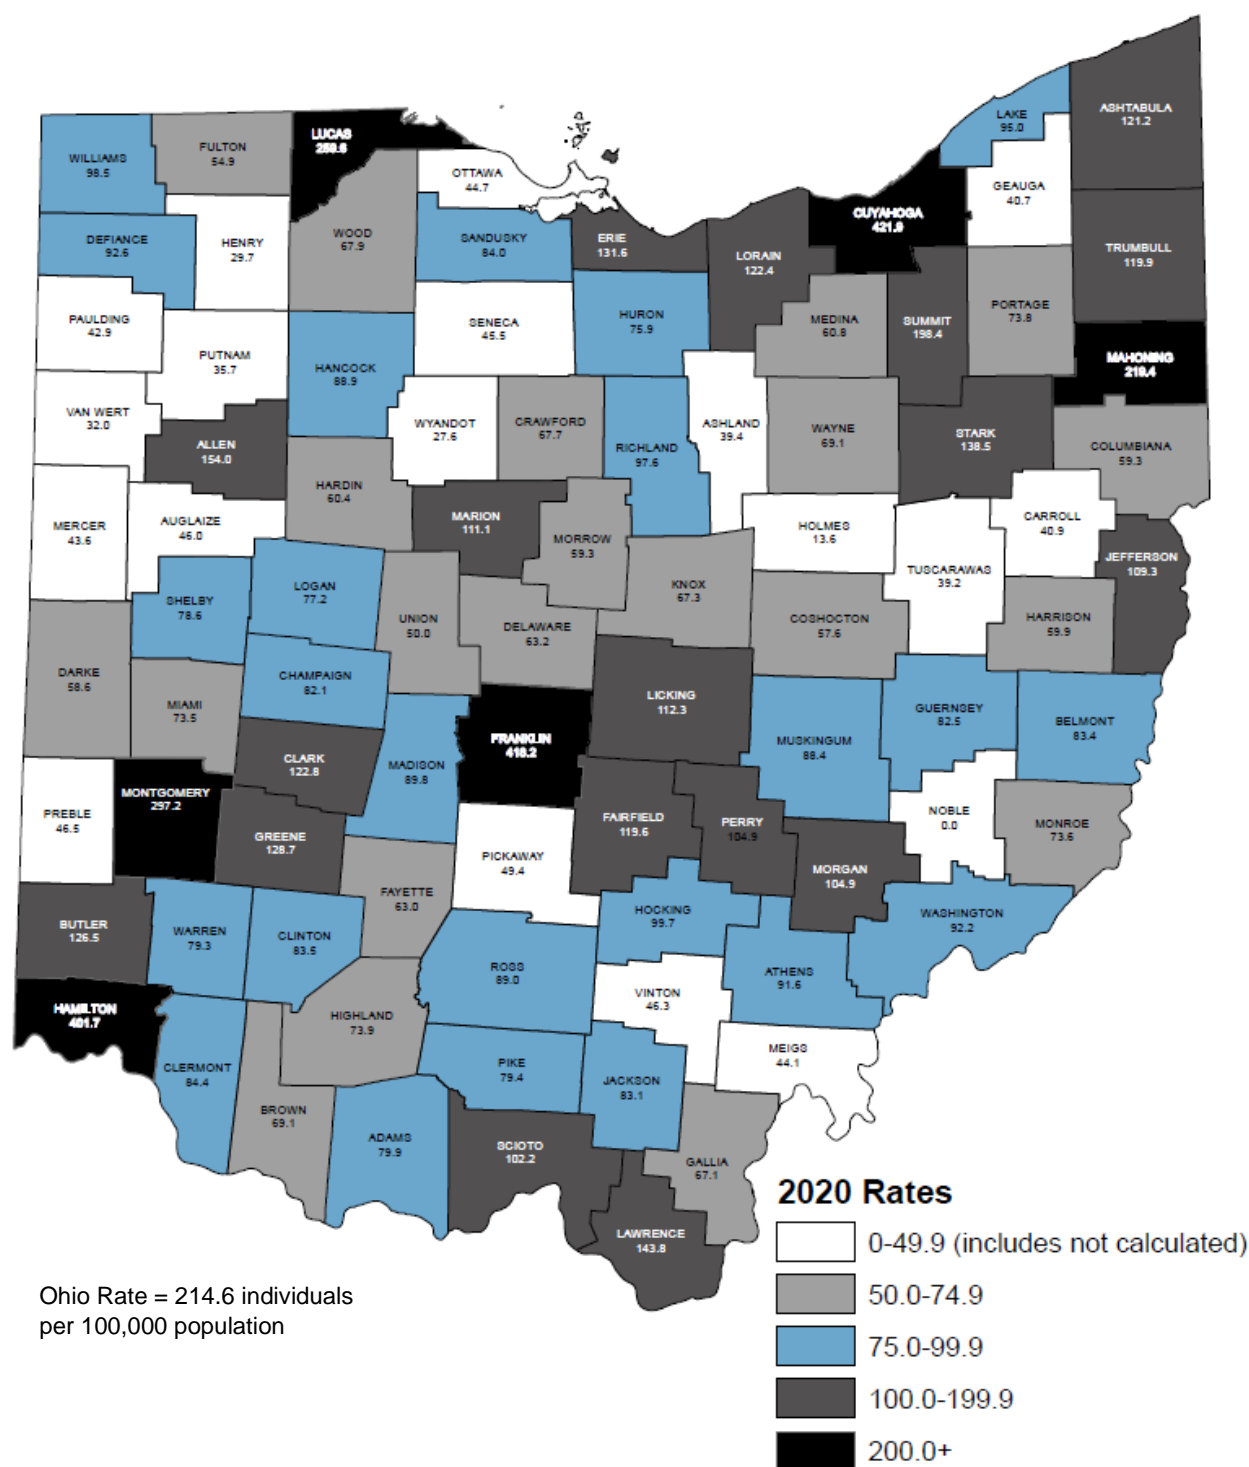 LAKE
95.0
ASHTABULA
121.2
LUCAS
259.6
FULTON
54.9
WILLIAMS
98.5
OTTAWA
44.7
GEAUGA
40.7
CUYAHOGA
421.9
WOOD
67.9
DEFIANCE
92.6
HENRY
29.7
SANDUSKY
84.0
ERIE
131.6
LORAIN
122.4
TRUMBULL
119.9
PAULDING
42.9
PUTNAM
35.7
SENECA
45.5
HURON
75.9
MEDINA
60.8
SUMMIT
198.4
PORTAGE
73.8
HANCOCK
88.9
MAHONING
219.4
VAN WERT
32.0
ALLEN
154.0
WYANDOT
27.6
CRAWFORD
67.7
RICHLAND
97.6
ASHLAND
39.4
WAYNE
69.1
STARK
138.5
COLUMBIANA
59.3
HARDIN
60.4
MERCER
43.6
AUGLAIZE
46.0
MARION
111.1
MORROW
59.3
HOLMES
13.6
CARROLL
40.9
TUSCARAWAS
39.2
JEFFERSON
109.3
SHELBY
78.6
LOGAN
77.2
UNION
50.0
DELAWARE
63.2
KNOX
67.3
COSHOCTON
57.6
HARRISON
59.9
DARKE
58.6
MIAMI
73.5
CHAMPAIGN
82.1
LICKING
112.3
GUERNSEY
82.5
BELMONT
83.4
FRANKLIN
418.2
MUSKINGUM
88.4
CLARK
122.8
MADISON
89.8
PREBLE
46.5
MONTGOMERY
297.2
GREENE
128.7
FAIRFIELD
119.6
PERRY
104.9
NOBLE
0.0
MONROE
73.6
PICKAWAY
49.4
MORGAN
104.9
FAYETTE
63.0
HOCKING
99.7
WASHINGTON
92.2
BUTLER
126.5
WARREN
79.3
CLINTON
83.5
ROSS
89.0
ATHENS
91.6
VINTON
46.3
HAMILTON
401.7
HIGHLAND
73.9
MEIGS
44.1
CLERMONT
84.4
PIKE
79.4
JACKSON
83.1
BROWN
69.1
ADAMS
79.9
SCIOTO
102.2
GALLIA
67.1
LAWRENCE
143.8
2020 Rates
0-49.9 (includes not calculated)
50.0-74.9
75.0-99.9
100.0-199.9
200.0+
Ohio Rate = 214.6 individuals
per 100,000 population